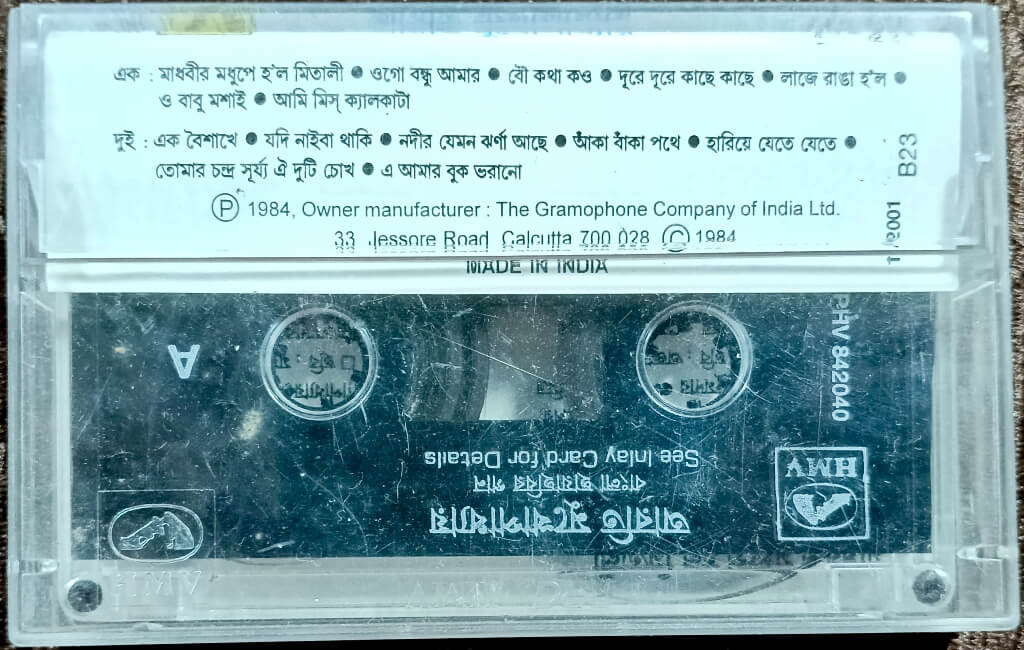 এক : মাধবীর মধুপে হ'ল মিতালী ● ওগো বন্ধু আমার ● বৌ কথা কও ● দূরে দূরে কাছে কাছে ● লাজে রাঙা হ'ল ●
ও বাবু মশাই ● আমি মিস্ ক্যালকাটা
দুই : এক বৈশাখে ● যদি নাইবা থাকি ● নদীর যেমন ঝর্ণা আছে ● আঁকা বাঁকা পথে ● হারিয়ে যেতে যেতে ●
তোমার চন্দ্র সূর্য্য ঐ দুটি চোখ ● এ আমার বুক ভরানো
Ⓟ 1984, Owner manufacturer : The Gramophone Company of India Ltd.
33 Jessore Road Calcutta 700 028 Ⓒ 1984
MADE IN INDIA
B23
2001
A
PHV 842040
HMV
See Inlay Card for Details
বাংলা ছায়াছবির গান
আরতি মুখোপাধ্যায়